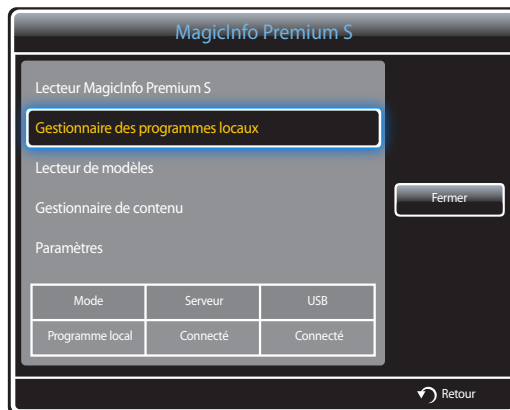 MagicInfo Premium S
Lecteur MagicInfo Premium S
Gestionnaire des programmes locaux
Lecteur de modèles
Gestionnaire de contenu
Paramètres
Fermer
Mode Serveur USB
Programme local Connecté Connecté
Retour